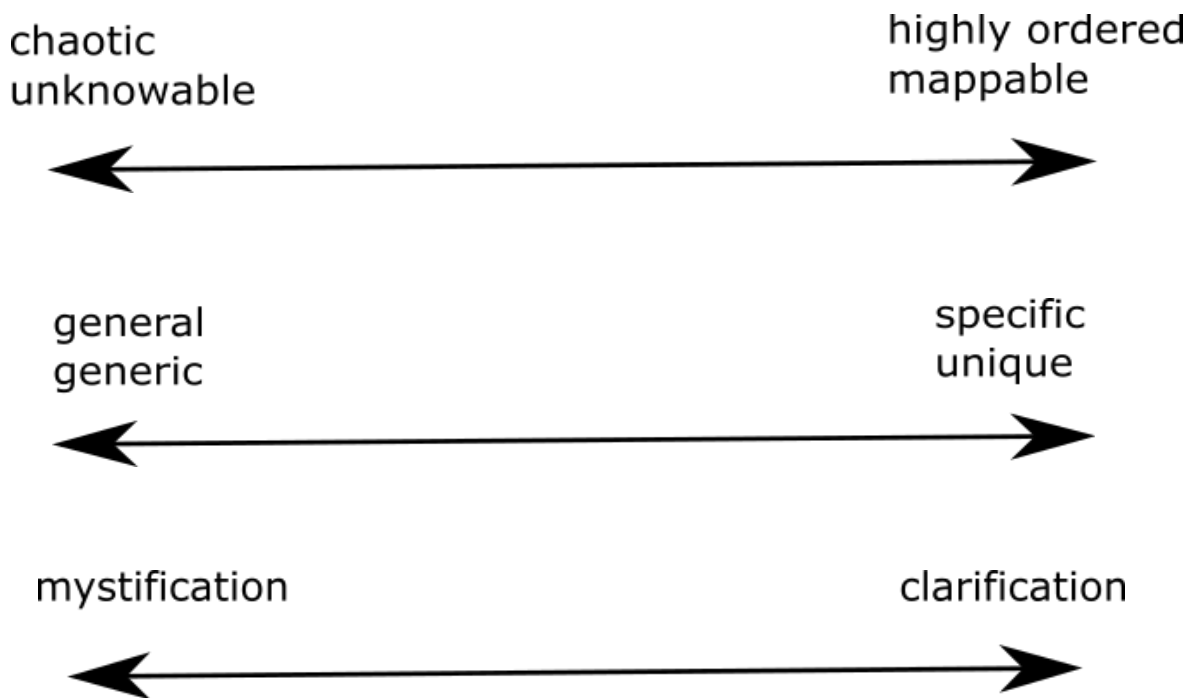 chaotic
unknowable
highly ordered
mappable
general
generic
specific
unique
mystification
clarification